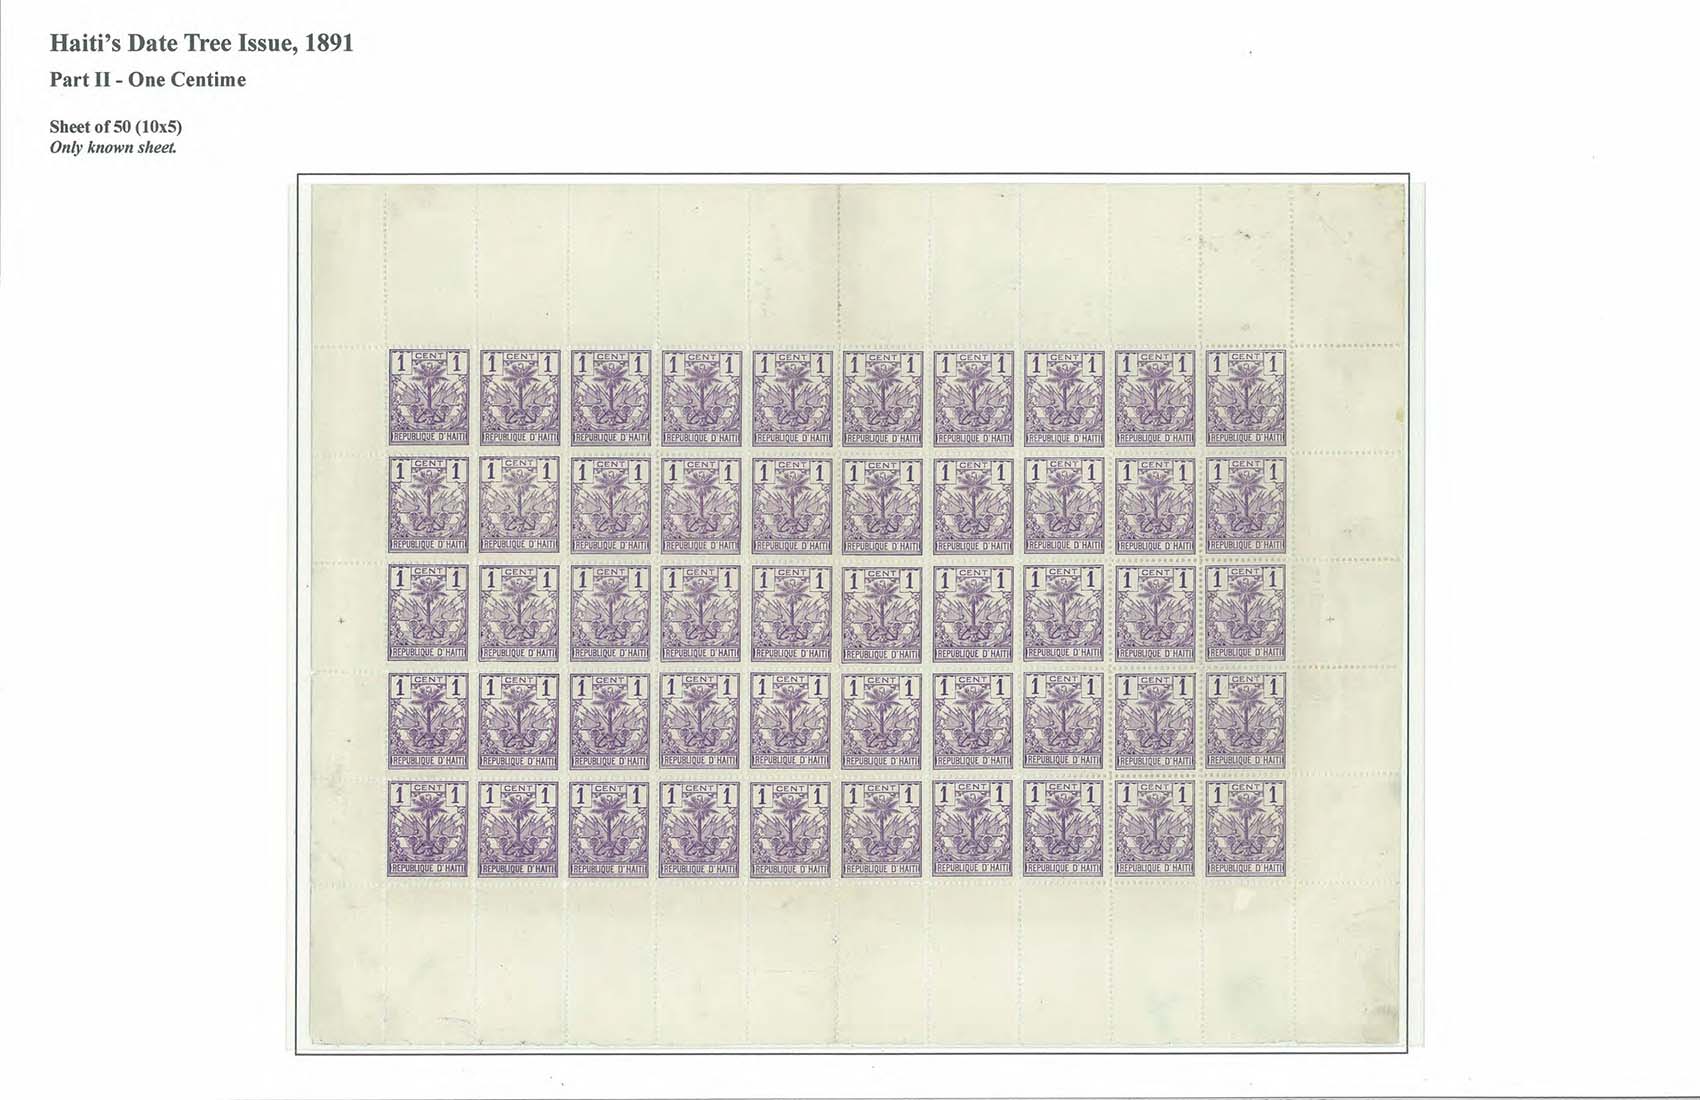 Haiti's Date Tree Issue, 1891
Part II - One Centime
Sheet of 50 (10x5)
Only known sheet.
1 CENT 1 1 CENT 1 1 CENT 1 1 CENT 1 1 CENT 1 1 CENT 1 1 CENT 1 1 CENT 1 1 CENT 1 1 CENT 1
REPUBLIQUE D'HAITI REPUBLIQUE D'HAITI REPUBLIQUE D'HAITI REPUBLIQUE D'HAITI REPUBLIQUE D'HAITI REPUBLIQUE D'HAITI REPUBLIQUE D'HAITI REPUBLIQUE D'HAITI REPUBLIQUE D'HAITI REPUBLIQUE D'HAITI
1 CENT 1 1 CENT 1 1 CENT 1 1 CENT 1 1 CENT 1 1 CENT 1 1 CENT 1 1 CENT 1 1 CENT 1 1 CENT 1
REPUBLIQUE D'HAITI REPUBLIQUE D'HAITI REPUBLIQUE D'HAITI REPUBLIQUE D'HAITI REPUBLIQUE D'HAITI REPUBLIQUE D'HAITI REPUBLIQUE D'HAITI REPUBLIQUE D'HAITI REPUBLIQUE D'HAITI REPUBLIQUE D'HAITI
1 CENT 1 1 CENT 1 1 CENT 1 1 CENT 1 1 CENT 1 1 CENT 1 1 CENT 1 1 CENT 1 1 CENT 1 1 CENT 1
REPUBLIQUE D'HAITI REPUBLIQUE D'HAITI REPUBLIQUE D'HAITI REPUBLIQUE D'HAITI REPUBLIQUE D'HAITI REPUBLIQUE D'HAITI REPUBLIQUE D'HAITI REPUBLIQUE D'HAITI REPUBLIQUE D'HAITI REPUBLIQUE D'HAITI
1 CENT 1 1 CENT 1 1 CENT 1 1 CENT 1 1 CENT 1 1 CENT 1 1 CENT 1 1 CENT 1 1 CENT 1 1 CENT 1
REPUBLIQUE D'HAITI REPUBLIQUE D'HAITI REPUBLIQUE D'HAITI REPUBLIQUE D'HAITI REPUBLIQUE D'HAITI REPUBLIQUE D'HAITI REPUBLIQUE D'HAITI REPUBLIQUE D'HAITI REPUBLIQUE D'HAITI REPUBLIQUE D'HAITI
1 CENT 1 1 CENT 1 1 CENT 1 1 CENT 1 1 CENT 1 1 CENT 1 1 CENT 1 1 CENT 1 1 CENT 1 1 CENT 1
REPUBLIQUE D'HAITI REPUBLIQUE D'HAITI REPUBLIQUE D'HAITI REPUBLIQUE D'HAITI REPUBLIQUE D'HAITI REPUBLIQUE D'HAITI REPUBLIQUE D'HAITI REPUBLIQUE D'HAITI REPUBLIQUE D'HAITI REPUBLIQUE D'HAITI